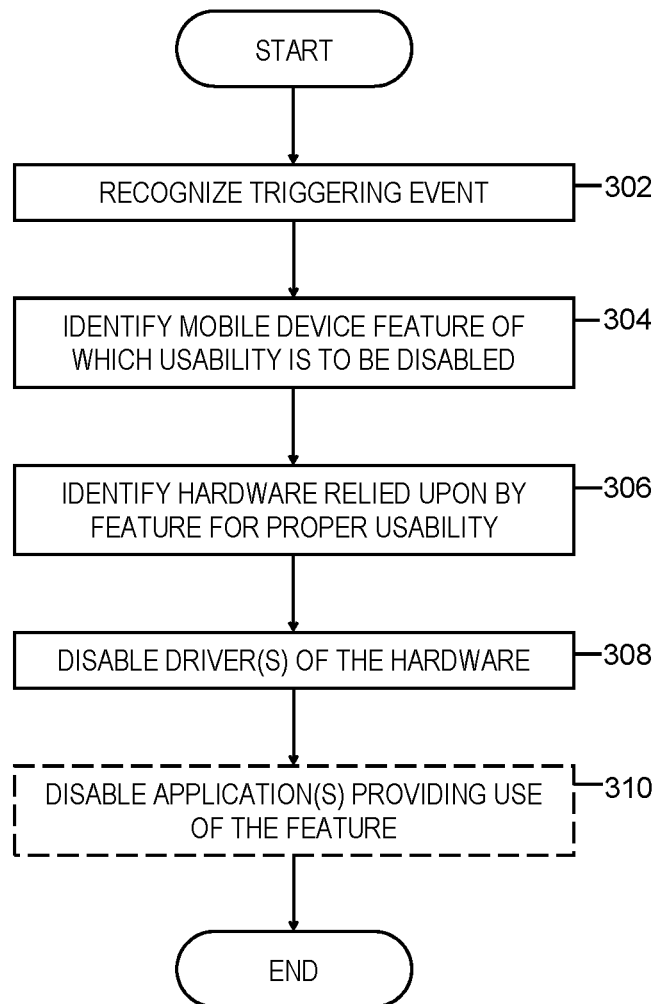 START
RECOGNIZE TRIGGERING EVENT
302
IDENTIFY MOBILE DEVICE FEATURE OF
WHICH USABILITY IS TO BE DISABLED
304
IDENTIFY HARDWARE RELIED UPON BY
FEATURE FOR PROPER USABILITY
306
DISABLE DRIVER(S) OF THE HARDWARE
308
DISABLE APPLICATION(S) PROVIDING USE
OF THE FEATURE
310
END